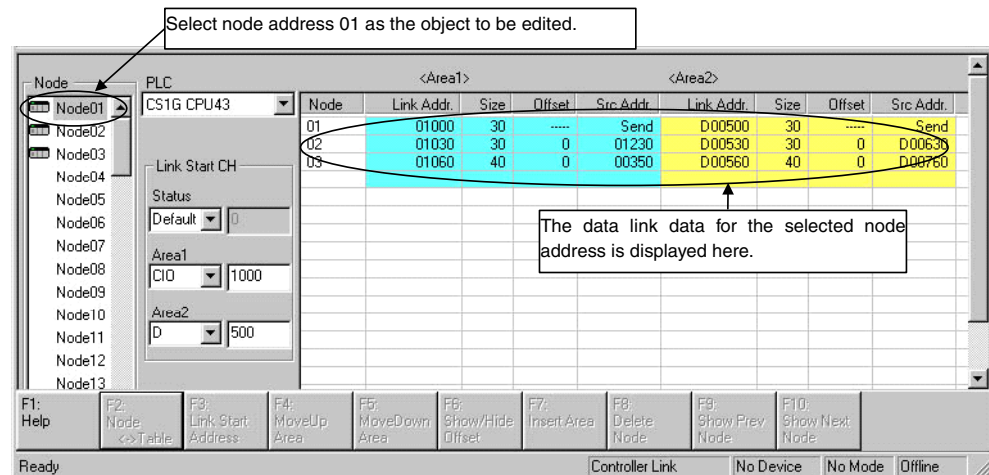 Select node address 01 as the object to be edited.
Node
PLC
<Area1>
<Area2>
Node01
CS1G CPU43
Node Link Addr. Size Offset Src Addr. Link Addr. Size Offset Src Addr.
Node02
01 01000 30 ----- Send D00500 30 ----- Send
02 01030 30 0 01230 D00530 30 0 D00630
03 01060 40 0 00350 D00560 40 0 D00760
Node03
Node04
Node05
Node06
Node07
Node08
Node09
Node10
Node11
Node12
Node13
Link Start CH
Status
Default 0
Area1
CIO 1000
Area2
D 500
The data link data for the selected node
address is displayed here.
F1:
Help
F2:
Node
<->Table
F3:
Link Start
Address
F4:
MoveUp
Area
F5:
MoveDown
Area
F6:
Show/Hide
Offset
F7:
Insert Area
F8:
Delete
Node
F9:
Show Prev
Node
F10:
Show Next
Node
Ready
Controller Link
No Device
No Mode
Offline